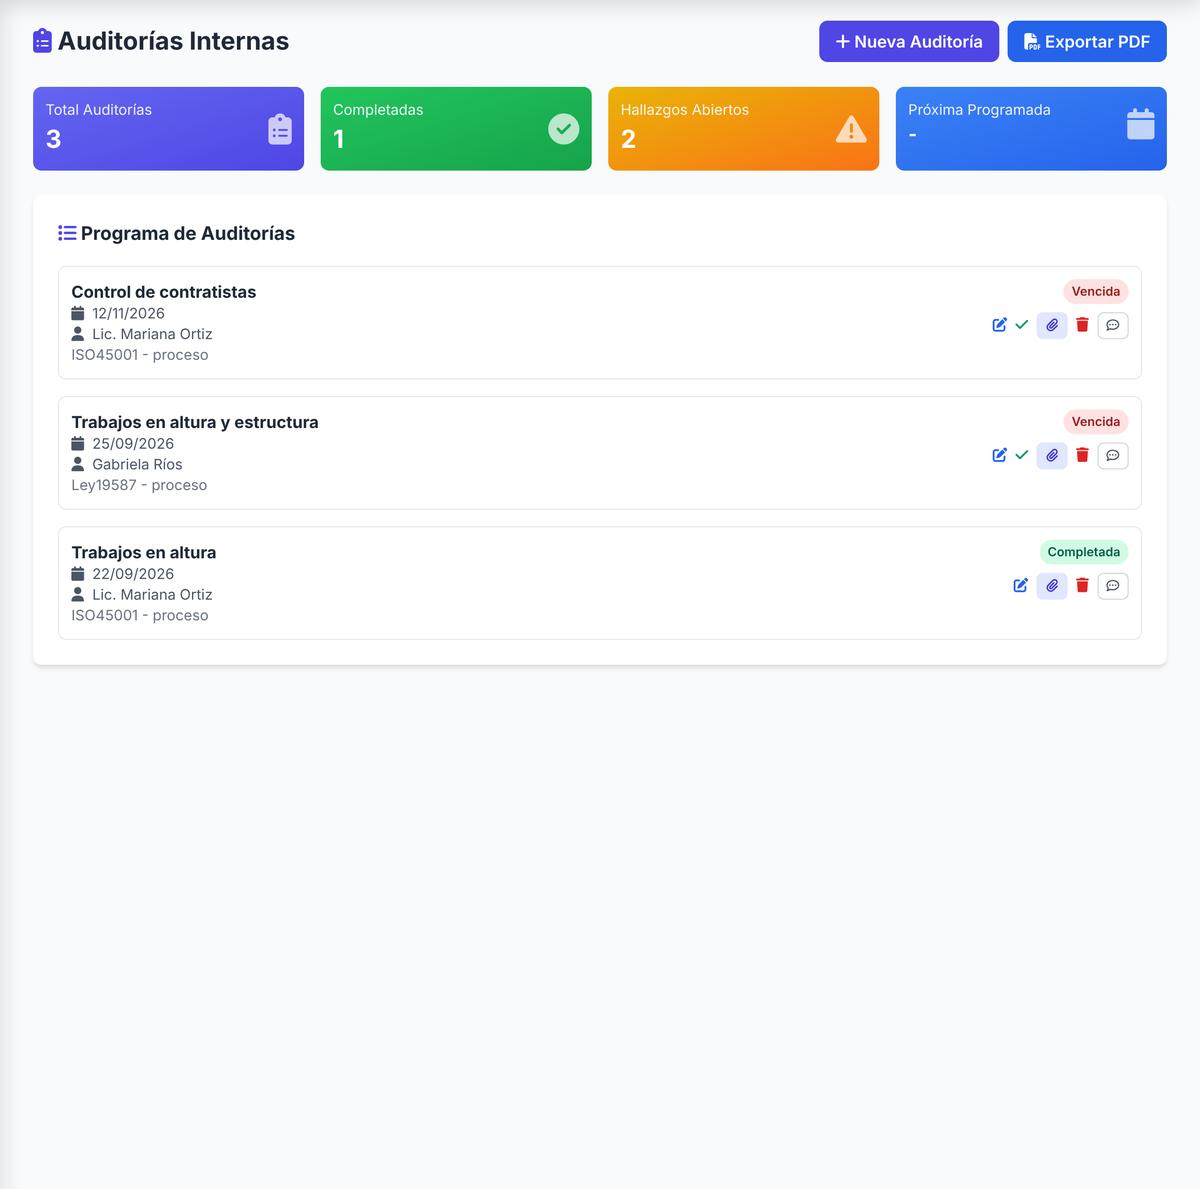 Auditorías Internas
Nueva Auditoría
PDF Exportar PDF
Total Auditorías
3
Completadas
1
Hallazgos Abiertos
2
Próxima Programada
-
Programa de Auditorías
Control de contratistas
Vencida
12/11/2026
Lic. Mariana Ortiz
ISO45001 - proceso
Trabajos en altura y estructura
Vencida
25/09/2026
Gabriela Ríos
Ley19587 - proceso
Trabajos en altura
Completada
22/09/2026
Lic. Mariana Ortiz
ISO45001 - proceso